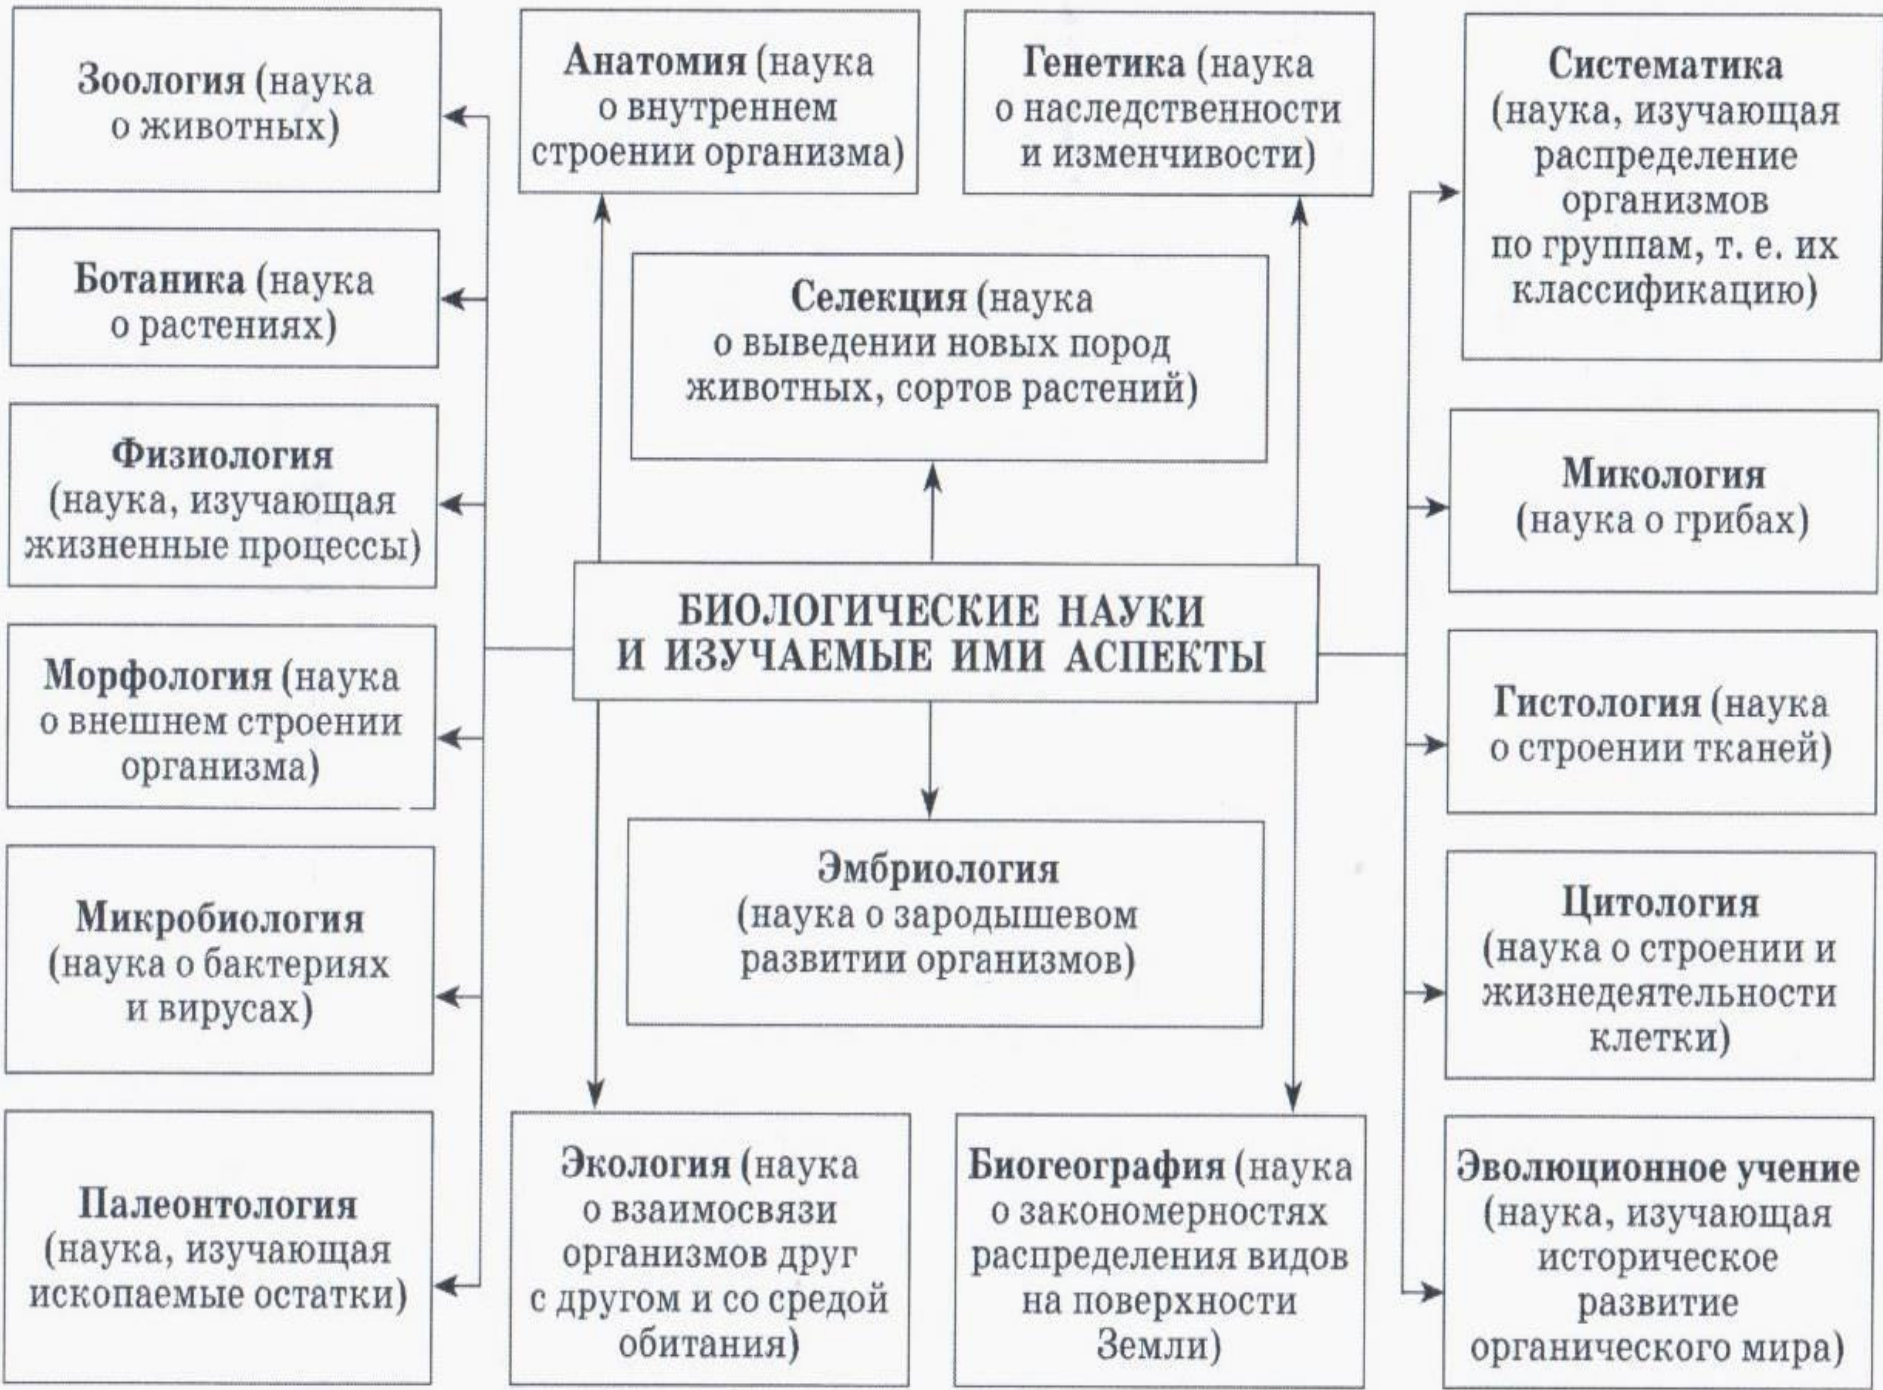 Зоология (наука
о животных)
Анатомия (наука
о внутреннем
строении организма)
Генетика (наука
о наследственности
и изменчивости)
Систематика
(наука, изучающая
распределение
организмов
по группам, т. е. их
классификацию)
Ботаника (наука
о растениях)
Селекция (наука
о выведении новых пород
животных, сортов растений)
Физиология
(наука, изучающая
жизненные процессы)
Микология
(наука о грибах)
БИОЛОГИЧЕСКИЕ НАУКИ
И ИЗУЧАЕМЫЕ ИМИ АСПЕКТЫ
Морфология (наука
о внешнем строении
организма)
Гистология (наука
о строении тканей)
Микробиология
(наука о бактериях
и вирусах)
Эмбриология
(наука о зародышевом
развитии организмов)
Цитология
(наука о строении и
жизнедеятельности
клетки)
Палеонтология
(наука, изучающая
ископаемые остатки)
Экология (наука
о взаимосвязи
организмов друг
с другом и со средой
обитания)
Биогеография (наука
о закономерностях
распределения видов
на поверхности
Земли)
Эволюционное учение
(наука, изучающая
историческое
развитие
органического мира)